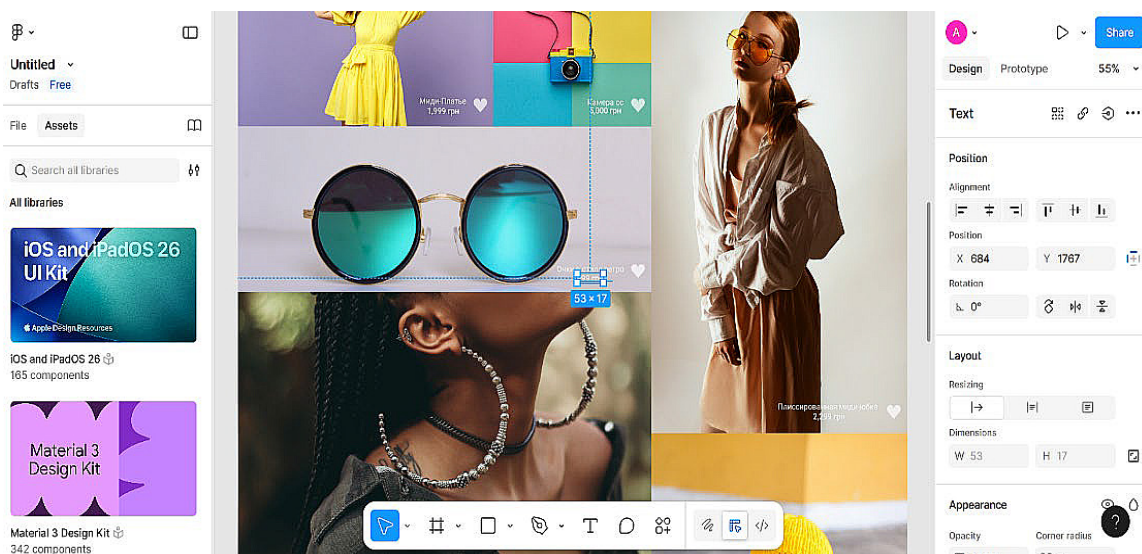 Untitled
Drafts Free
File Assets
Search all libraries
All libraries
iOS and iPadOS 26
UI Kit
Apple Design Resources
iOS and iPadOS 26
165 components
Material 3
Design Kit
Material 3 Design Kit
342 components
Миди-Платье
1,999 грн
Камера
5,000 грн
53 × 17
2,299 грн
A
Share
Design Prototype 55%
Text
Position
Alignment
Position
X 684 Y 1767
Rotation
0°
Layout
Resizing
Dimensions
W 53 H 17
Appearance
Opacity Corner radius
?